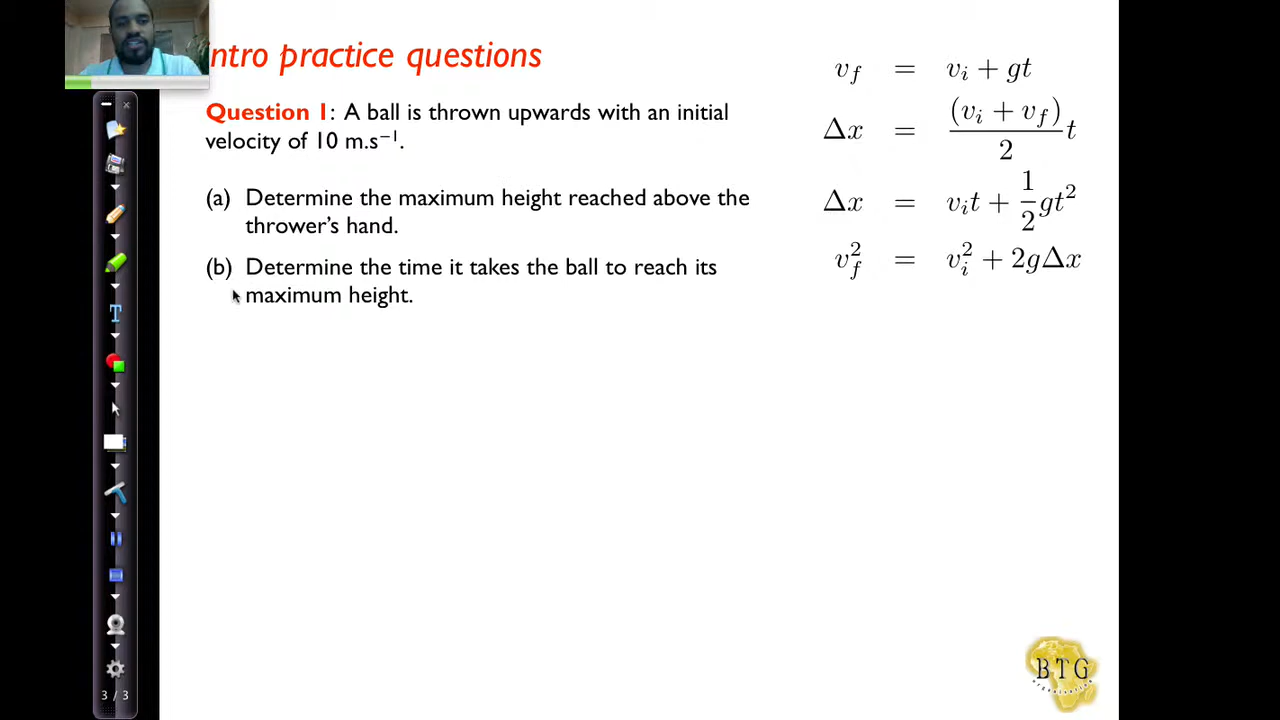 ntro practice questions
Question 1: A ball is thrown upwards with an initial
velocity of 10 m.s⁻¹.
(a) Determine the maximum height reached above the
thrower’s hand.
(b) Determine the time it takes the ball to reach its
maximum height.
v_f = v_i + gt
Δx = (v_i + v_f)/2 t
Δx = v_i t + 1/2 gt²
v_f² = v_i² + 2gΔx
3 / 3
BTG